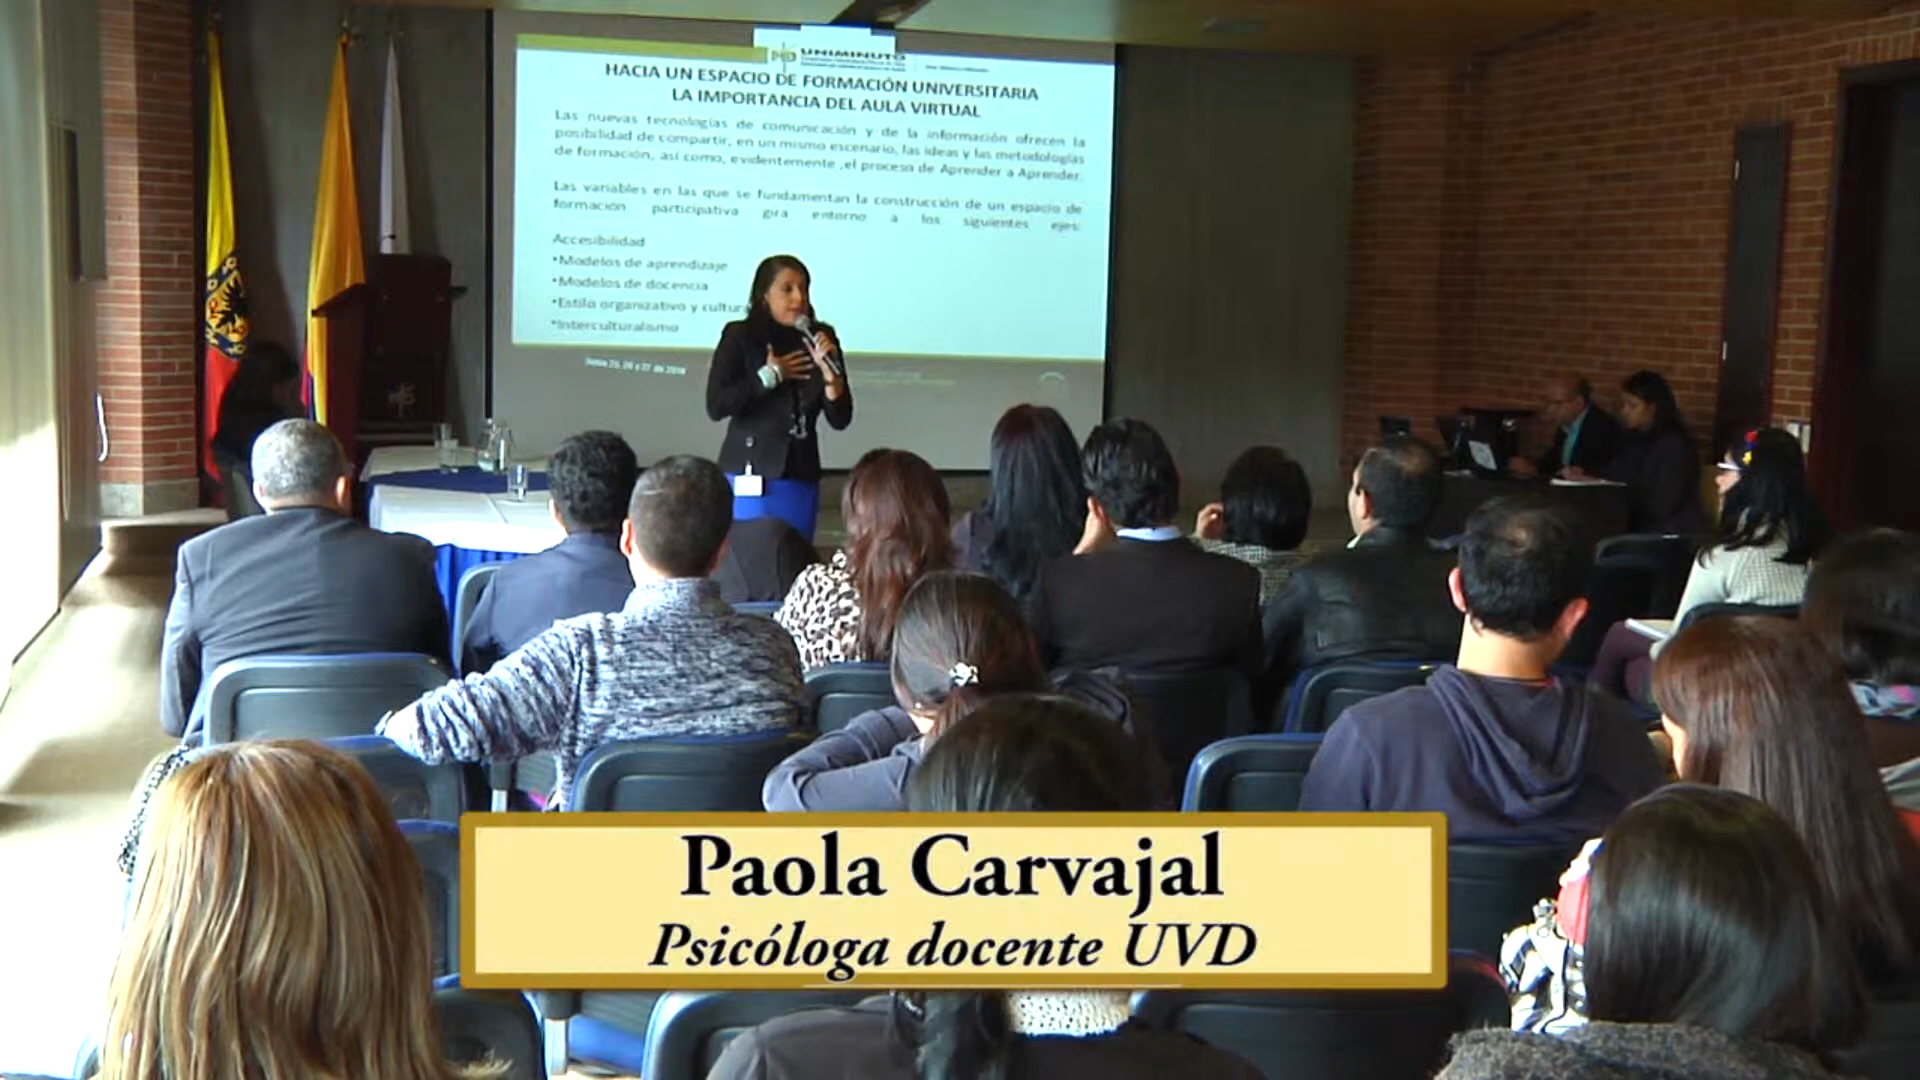 UNIMINUTO
HACIA UN ESPACIO DE FORMACIÓN UNIVERSITARIA
LA IMPORTANCIA DEL AULA VIRTUAL
Las nuevas tecnologías de comunicación y de la información ofrecen la
posibilidad de compartir, en un mismo escenario, las ideas y las metodologías
de formación, así como, evidentemente ,el proceso de Aprender a Aprender.
Las variables en las que se fundamentan la construcción de un espacio de
formación participativa gira entorno a los siguientes ejes:
Accesibilidad
•Modelos de aprendizaje
•Modelos de docencia
•Estilo organizativo y cultura
•Interculturalismo
Paola Carvajal
Psicóloga docente UVD